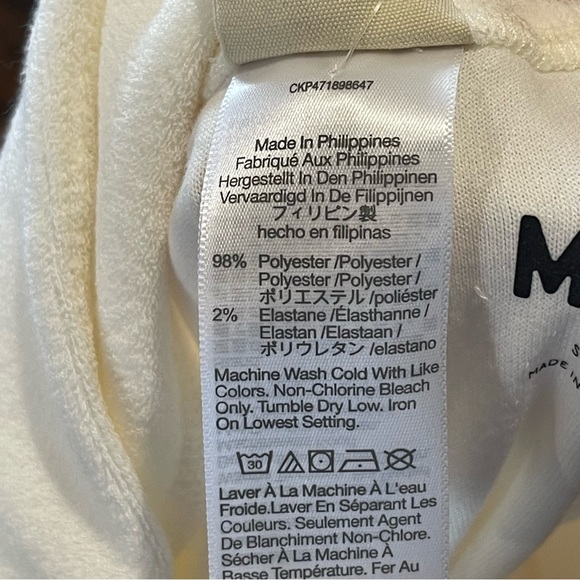 CKP471898647
Made In Philippines
Fabriqué Aux Philippines
Hergestellt In Den Philippinen
Vervaardigd In De Filippijnen
フィリピン製
hecho en filipinas
98% Polyester /Polyester /
Polyester /Polyester /
ポリエステル /poliéster
2% Elastane /Élasthanne /
Elastan /Elastaan /
ポリウレタン /elastano
Machine Wash Cold With Like
Colors. Non-Chlorine Bleach
Only. Tumble Dry Low. Iron
On Lowest Setting.
30
Laver À La Machine À L'eau
Froide.Laver En Séparant Les
Couleurs. Seulement Agent
De Blanchiment Non-Chlore.
Sécher À La Machine À
Basse Température. Fer Au
M
MADE IN